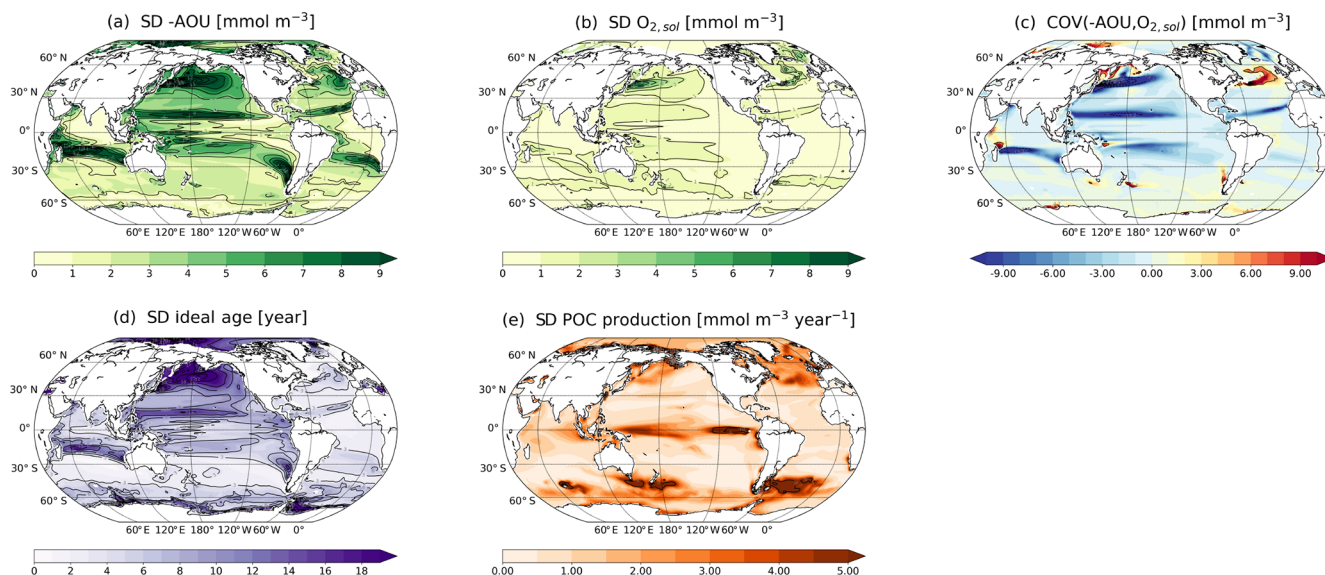 (a) SD -AOU [mmol m⁻³]
60° N
30° N
0°
30° S
60° S
60°E 120°E 180° 120°W 60°W 0°
0 1 2 3 4 5 6 7 8 9
(b) SD O₂,sol [mmol m⁻³]
60° N
30° N
0°
30° S
60° S
60°E 120°E 180° 120°W 60°W 0°
0 1 2 3 4 5 6 7 8 9
(c) COV(-AOU,O₂,sol) [mmol m⁻³]
60° N
30° N
0°
30° S
60° S
60°E 120°E 180° 120°W 60°W 0°
-9.00 -6.00 -3.00 0.00 3.00 6.00 9.00
(d) SD ideal age [year]
60° N
30° N
0°
30° S
60° S
60°E 120°E 180° 120°W 60°W 0°
0 2 4 6 8 10 12 14 16 18
(e) SD POC production [mmol m⁻³ year⁻¹]
60° N
30° N
0°
30° S
60° S
60°E 120°E 180° 120°W 60°W 0°
0.00 1.00 2.00 3.00 4.00 5.00